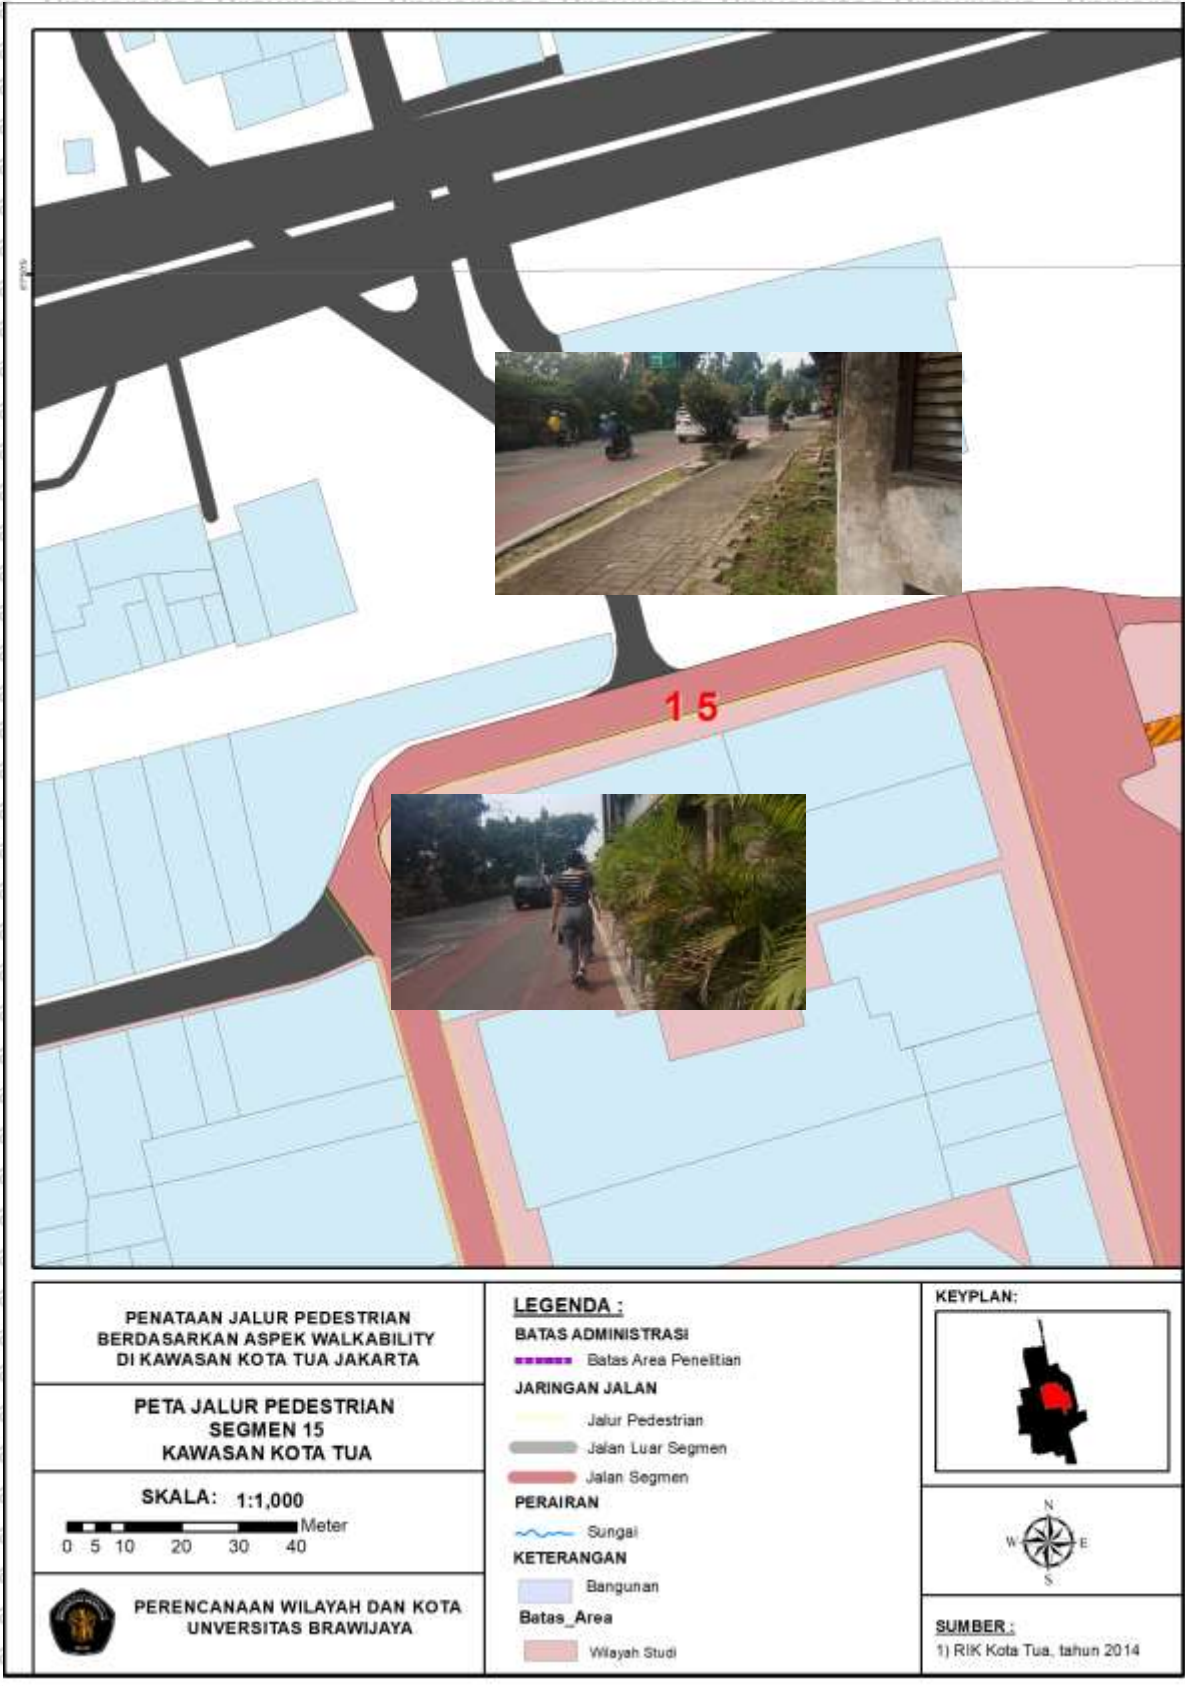 1 5
PENATAAN JALUR PEDESTRIAN
BERDASARKAN ASPEK WALKABILITY
DI KAWASAN KOTA TUA JAKARTA
PETA JALUR PEDESTRIAN
SEGMEN 15
KAWASAN KOTA TUA
SKALA: 1:1,000
Meter
0 5 10 20 30 40
PERENCANAAN WILAYAH DAN KOTA
UNVERSITAS BRAWIJAYA
LEGENDA :
BATAS ADMINISTRASI
Batas Area Penelitian
JARINGAN JALAN
Jalur Pedestrian
Jalan Luar Segmen
Jalan Segmen
PERAIRAN
Sungai
KETERANGAN
Bangunan
Batas_Area
Wilayah Studi
KEYPLAN:
N
W E
S
SUMBER :
1) RIK Kota Tua, tahun 2014